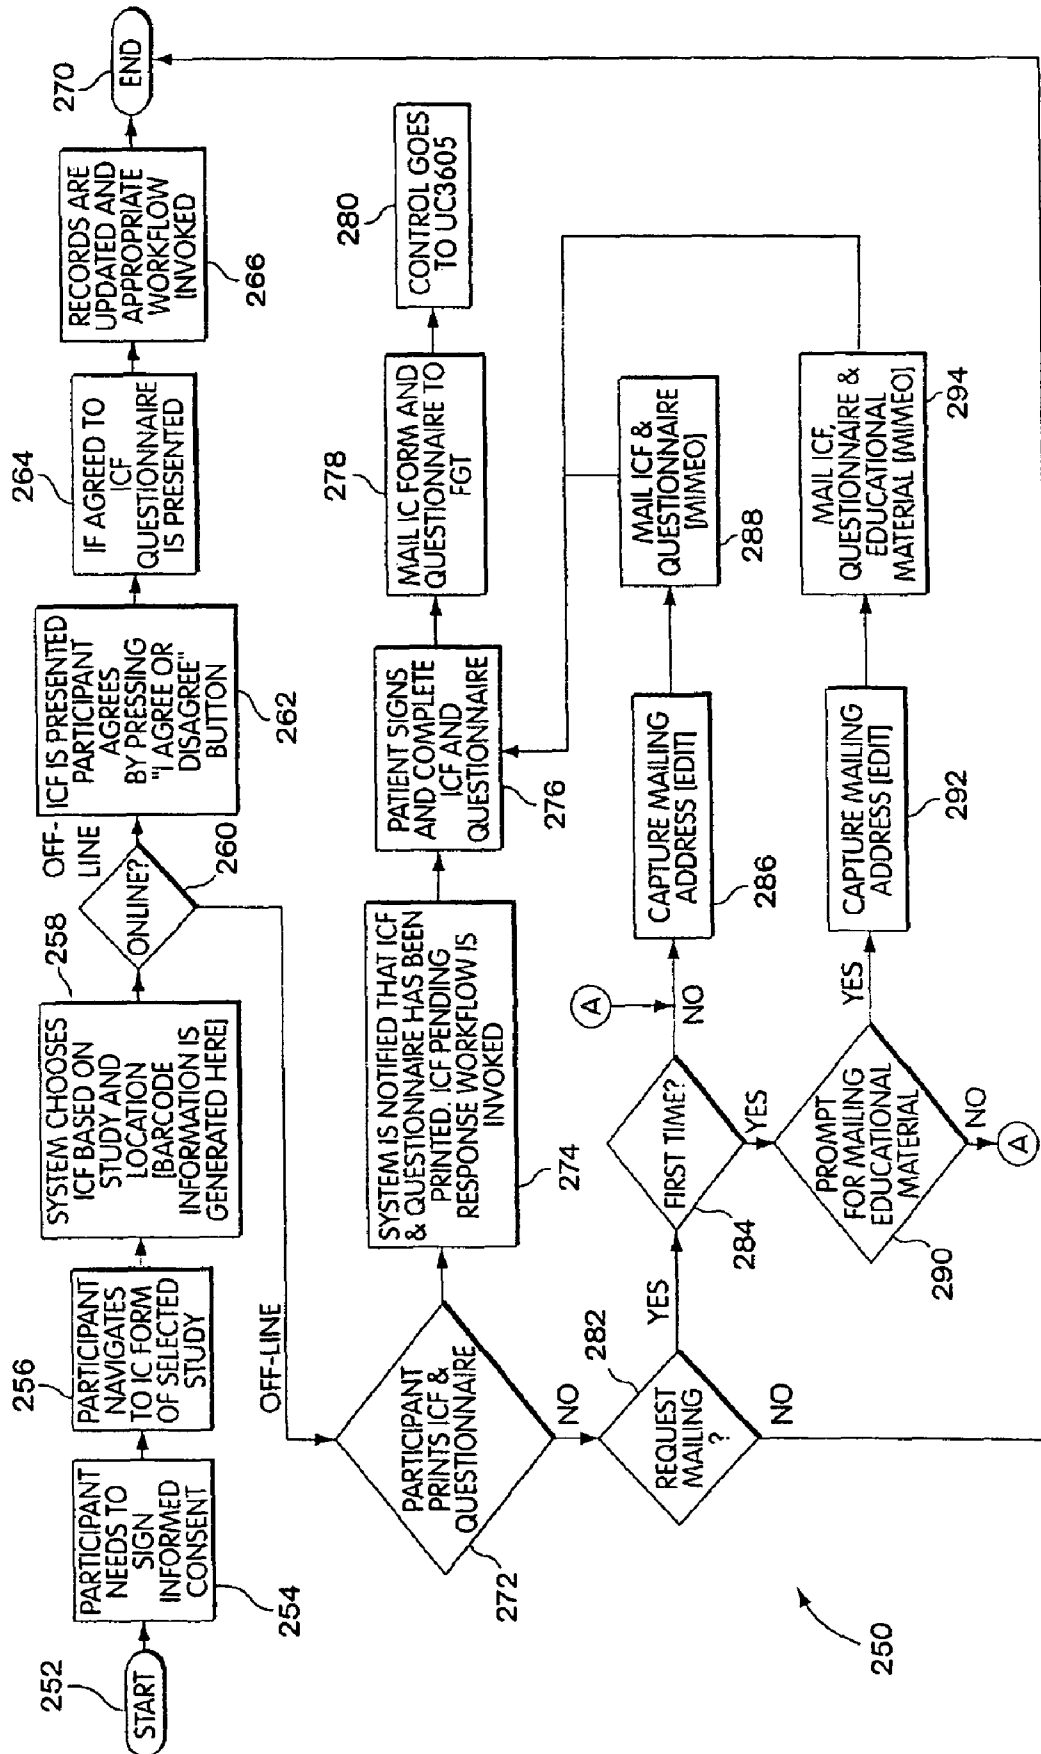 252
START
PARTICIPANT
NEEDS TO
SIGN
INFORMED
CONSENT
254
256
PARTICIPANT
NAVIGATES
TO IC FORM
OF SELECTED
STUDY
258
SYSTEM CHOOSES
ICF BASED ON
STUDY AND
LOCATION
[BARCODE
INFORMATION IS
GENERATED HERE]
ONLINE?
260
OFF-
LINE
ICF IS PRESENTED
PARTICIPANT
AGREES
BY PRESSING
"I AGREE OR
DISAGREE"
BUTTON
262
264
IF AGREED TO
ICF
QUESTIONNAIRE
IS PRESENTED
RECORDS ARE
UPDATED AND
APPROPRIATE
WORKFLOW
INVOKED
266
270
END
OFF-LINE
PARTICIPANT
PRINTS ICF &
QUESTIONNAIRE
272
NO
SYSTEM IS NOTIFIED THAT ICF
& QUESTIONNAIRE HAS BEEN
PRINTED. ICF PENDING
RESPONSE WORKFLOW IS
INVOKED
274
PATIENT SIGNS
AND COMPLETE
ICF AND
QUESTIONNAIRE
276
278
MAIL IC FORM AND
QUESTIONNAIRE TO
FGT
280
CONTROL GOES
TO UC3605
282
REQUEST
MAILING
?
YES
NO
FIRST TIME?
284
A
NO
YES
CAPTURE MAILING
ADDRESS [EDIT]
286
MAIL ICF &
QUESTIONNAIRE
[MIMEO]
288
PROMPT
FOR MAILING
EDUCATIONAL
MATERIAL
290
YES
NO
A
CAPTURE MAILING
ADDRESS [EDIT]
292
MAIL ICF,
QUESTIONNAIRE &
EDUCATIONAL
MATERIAL [MIMEO]
294
250